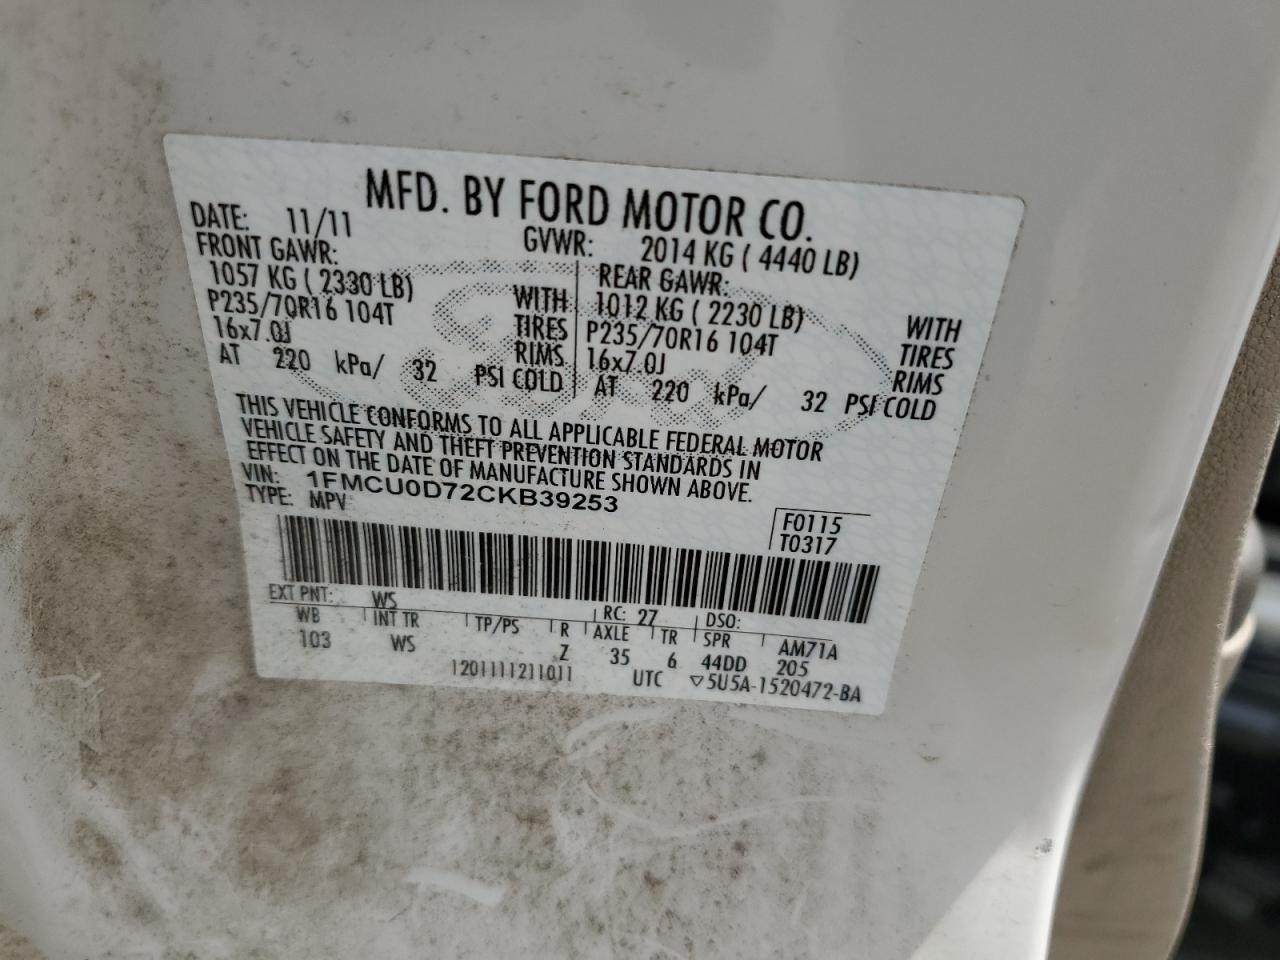 MFD. BY FORD MOTOR CO.
DATE: 11/11 GVWR: 2014 KG ( 4440 LB)
FRONT GAWR: REAR GAWR:
1057 KG ( 2330 LB) WITH 1012 KG ( 2230 LB) WITH
P235/70R16 104T TIRES P235/70R16 104T TIRES
16x7.0J RIMS 16x7.0J RIMS
AT 220 kPa/ 32 PSI COLD AT 220 kPa/ 32 PSI COLD
THIS VEHICLE CONFORMS TO ALL APPLICABLE FEDERAL MOTOR
VEHICLE SAFETY AND THEFT PREVENTION STANDARDS IN
EFFECT ON THE DATE OF MANUFACTURE SHOWN ABOVE.
VIN: 1FMCU0D72CKB39253
TYPE: MPV
F0115
T0317
EXT PNT: WS RC: 27 DSO:
WB INT TR TP/PS R AXLE TR SPR AM71A
103 WS Z 35 6 44DD 205
1201111211011 UTC ▽5U5A-1520472-BA